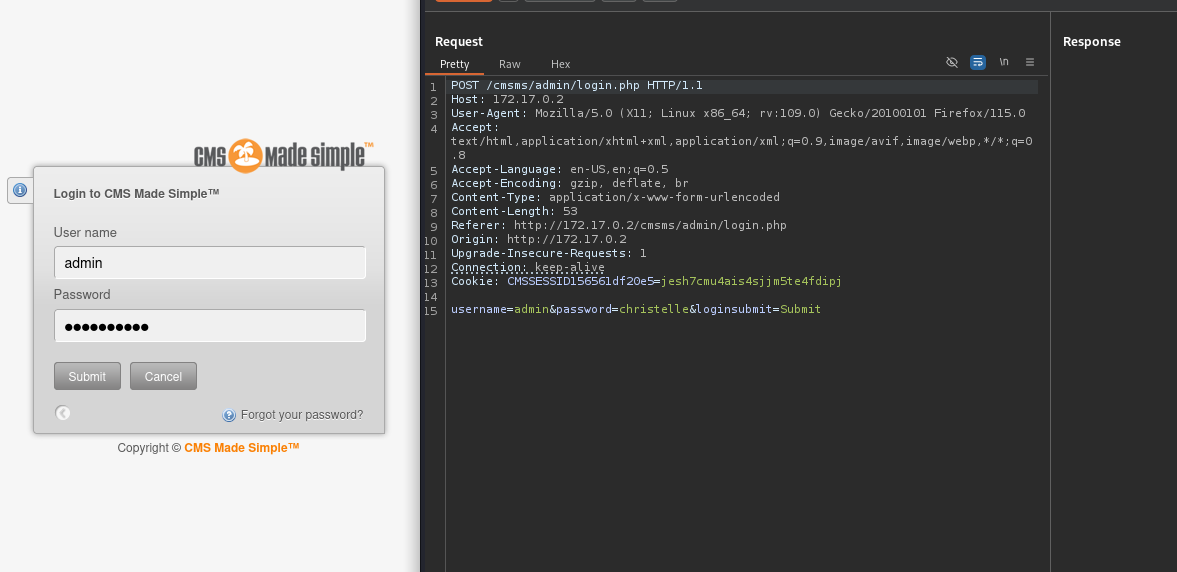 CMS Made simple™
Login to CMS Made Simple™
User name
admin
Password
Submit
Cancel
Forgot your password?
Copyright © CMS Made Simple™
Request
Pretty
Raw
Hex
\n
1 POST /cmsms/admin/login.php HTTP/1.1
2 Host: 172.17.0.2
3 User-Agent: Mozilla/5.0 (X11; Linux x86_64; rv:109.0) Gecko/20100101 Firefox/115.0
4 Accept:
text/html,application/xhtml+xml,application/xml;q=0.9,image/avif,image/webp,*/*;q=0
.8
5 Accept-Language: en-US,en;q=0.5
6 Accept-Encoding: gzip, deflate, br
7 Content-Type: application/x-www-form-urlencoded
8 Content-Length: 53
9 Referer: http://172.17.0.2/cmsms/admin/login.php
10 Origin: http://172.17.0.2
11 Upgrade-Insecure-Requests: 1
12 Connection: keep-alive
13 Cookie: CMSSESSID156561df20e5=jesh7cmu4ais4sjjm5te4fdipj
14
15 username=admin&password=christelle&loginsubmit=Submit
Response